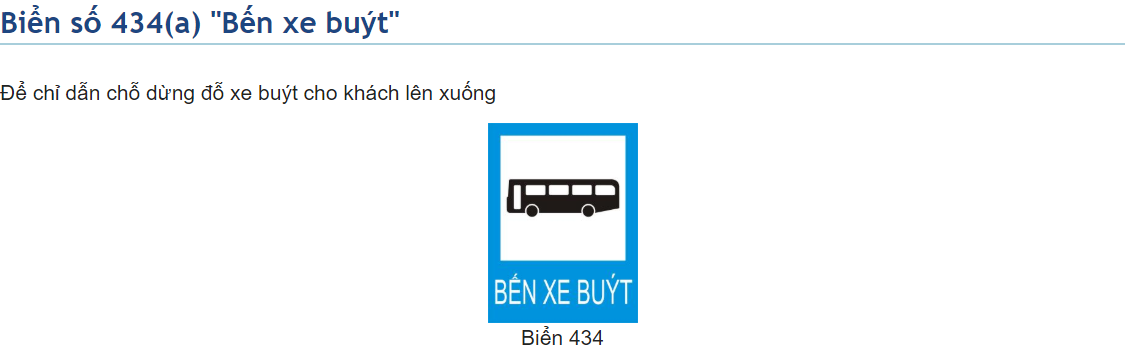 Biển số 434(a) "Bến xe buýt"
Để chỉ dẫn chỗ dừng đỗ xe buýt cho khách lên xuống
BẾN XE BUÝT
Biển 434